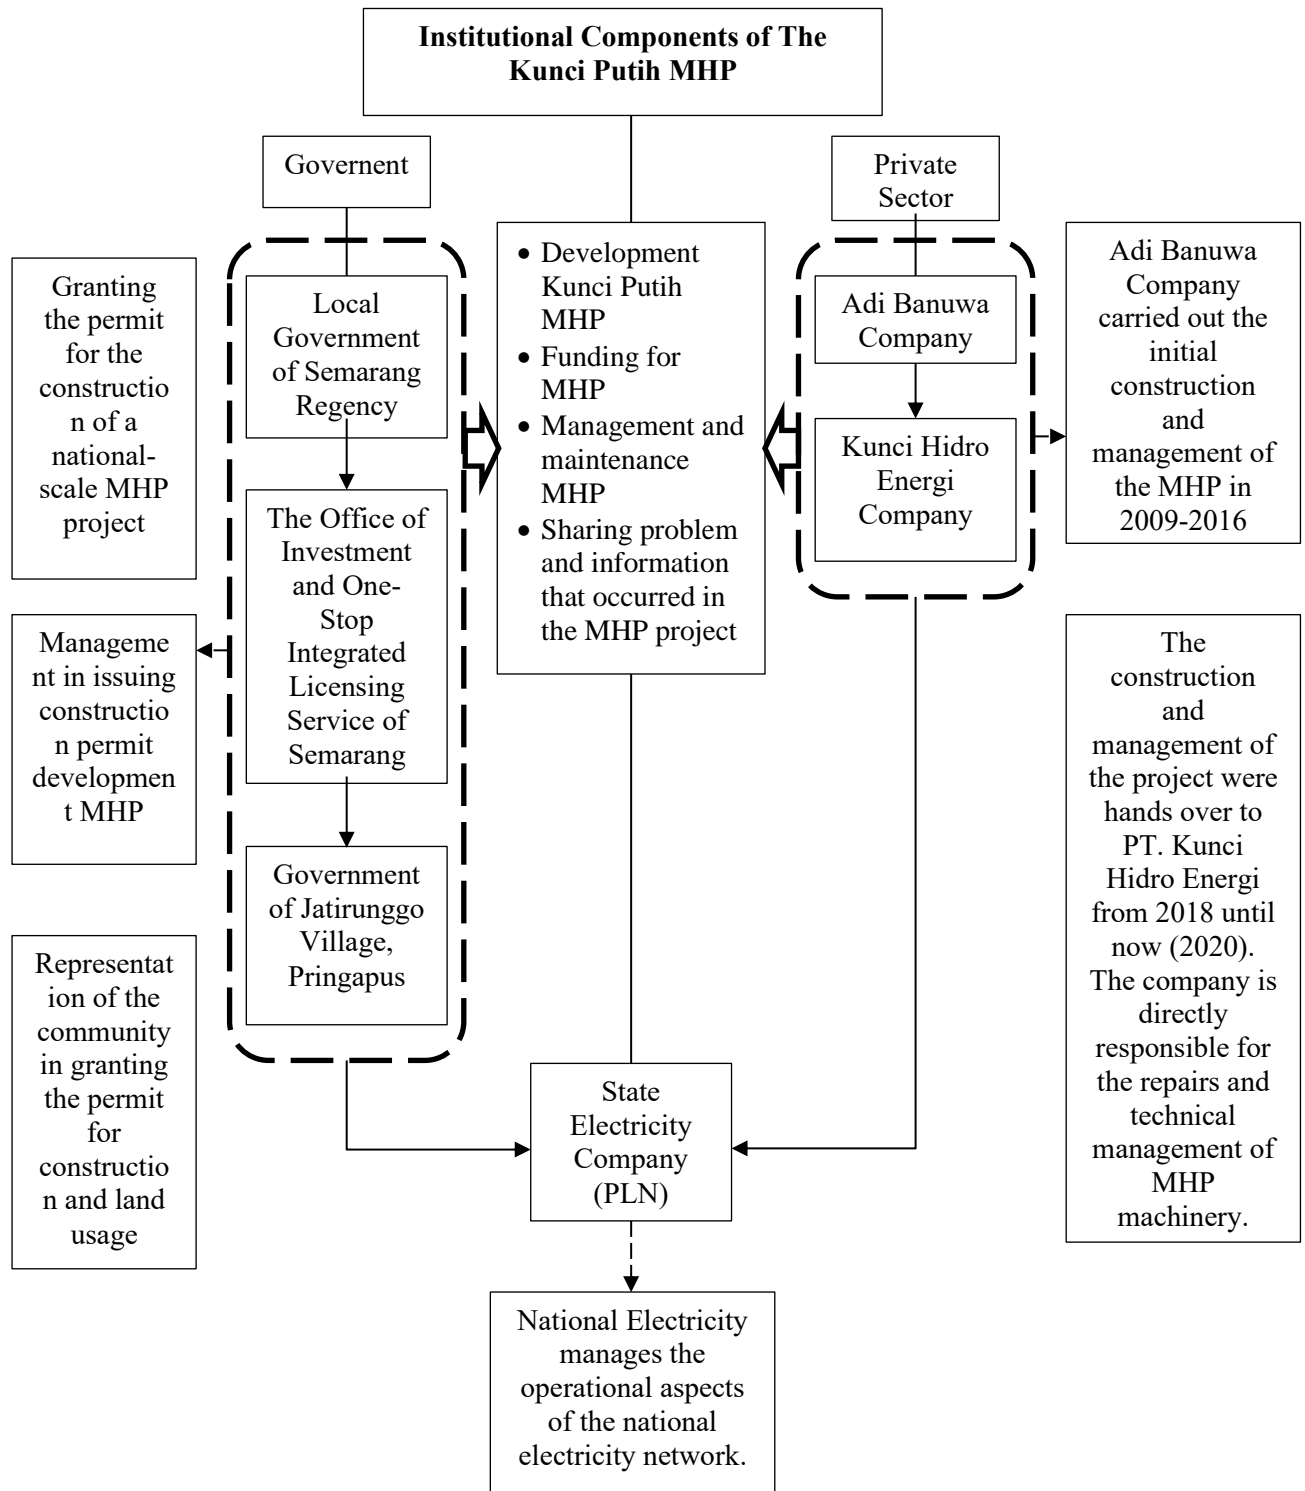 Institutional Components of The
Kunci Putih MHP
Governent
Private
Sector
Granting
the permit
for the
constructio
n of a
national-
scale MHP
project
Manageme
nt in issuing
constructio
n permit
developmen
t MHP
Representat
ion of the
community
in granting
the permit
for
constructio
n and land
usage
Local
Government
of Semarang
Regency
The Office of
Investment
and One-
Stop
Integrated
Licensing
Service of
Semarang
Government
of Jatirunggo
Village,
Pringapus
• Development
Kunci Putih
MHP
• Funding for
MHP
• Management and
maintenance
MHP
• Sharing problem
and information
that occurred in
the MHP project
Adi Banuwa
Company
Kunci Hidro
Energi
Company
Adi Banuwa
Company
carried out the
initial
construction
and
management of
the MHP in
2009-2016
The
construction
and
management of
the project were
hands over to
PT. Kunci
Hidro Energi
from 2018 until
now (2020).
The company is
directly
responsible for
the repairs and
technical
management of
MHP
machinery.
State
Electricity
Company
(PLN)
National Electricity
manages the
operational aspects
of the national
electricity network.